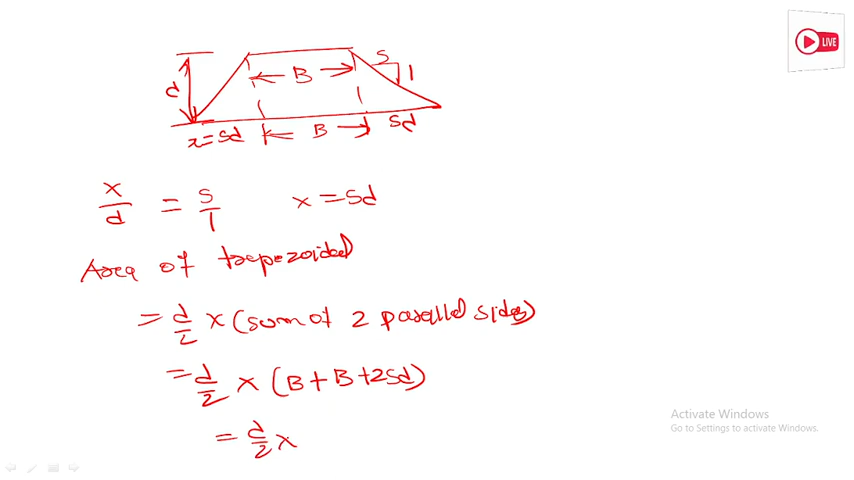 LIVE
S
1
d
B
x=Sd
B
Sd
x/d = S/1 x=Sd
Area of trapezoidal
= d/2 x (sum of 2 parallel sides)
= d/2 x (B+B+2Sd)
= d/2 x
Activate Windows
Go to Settings to activate Windows.